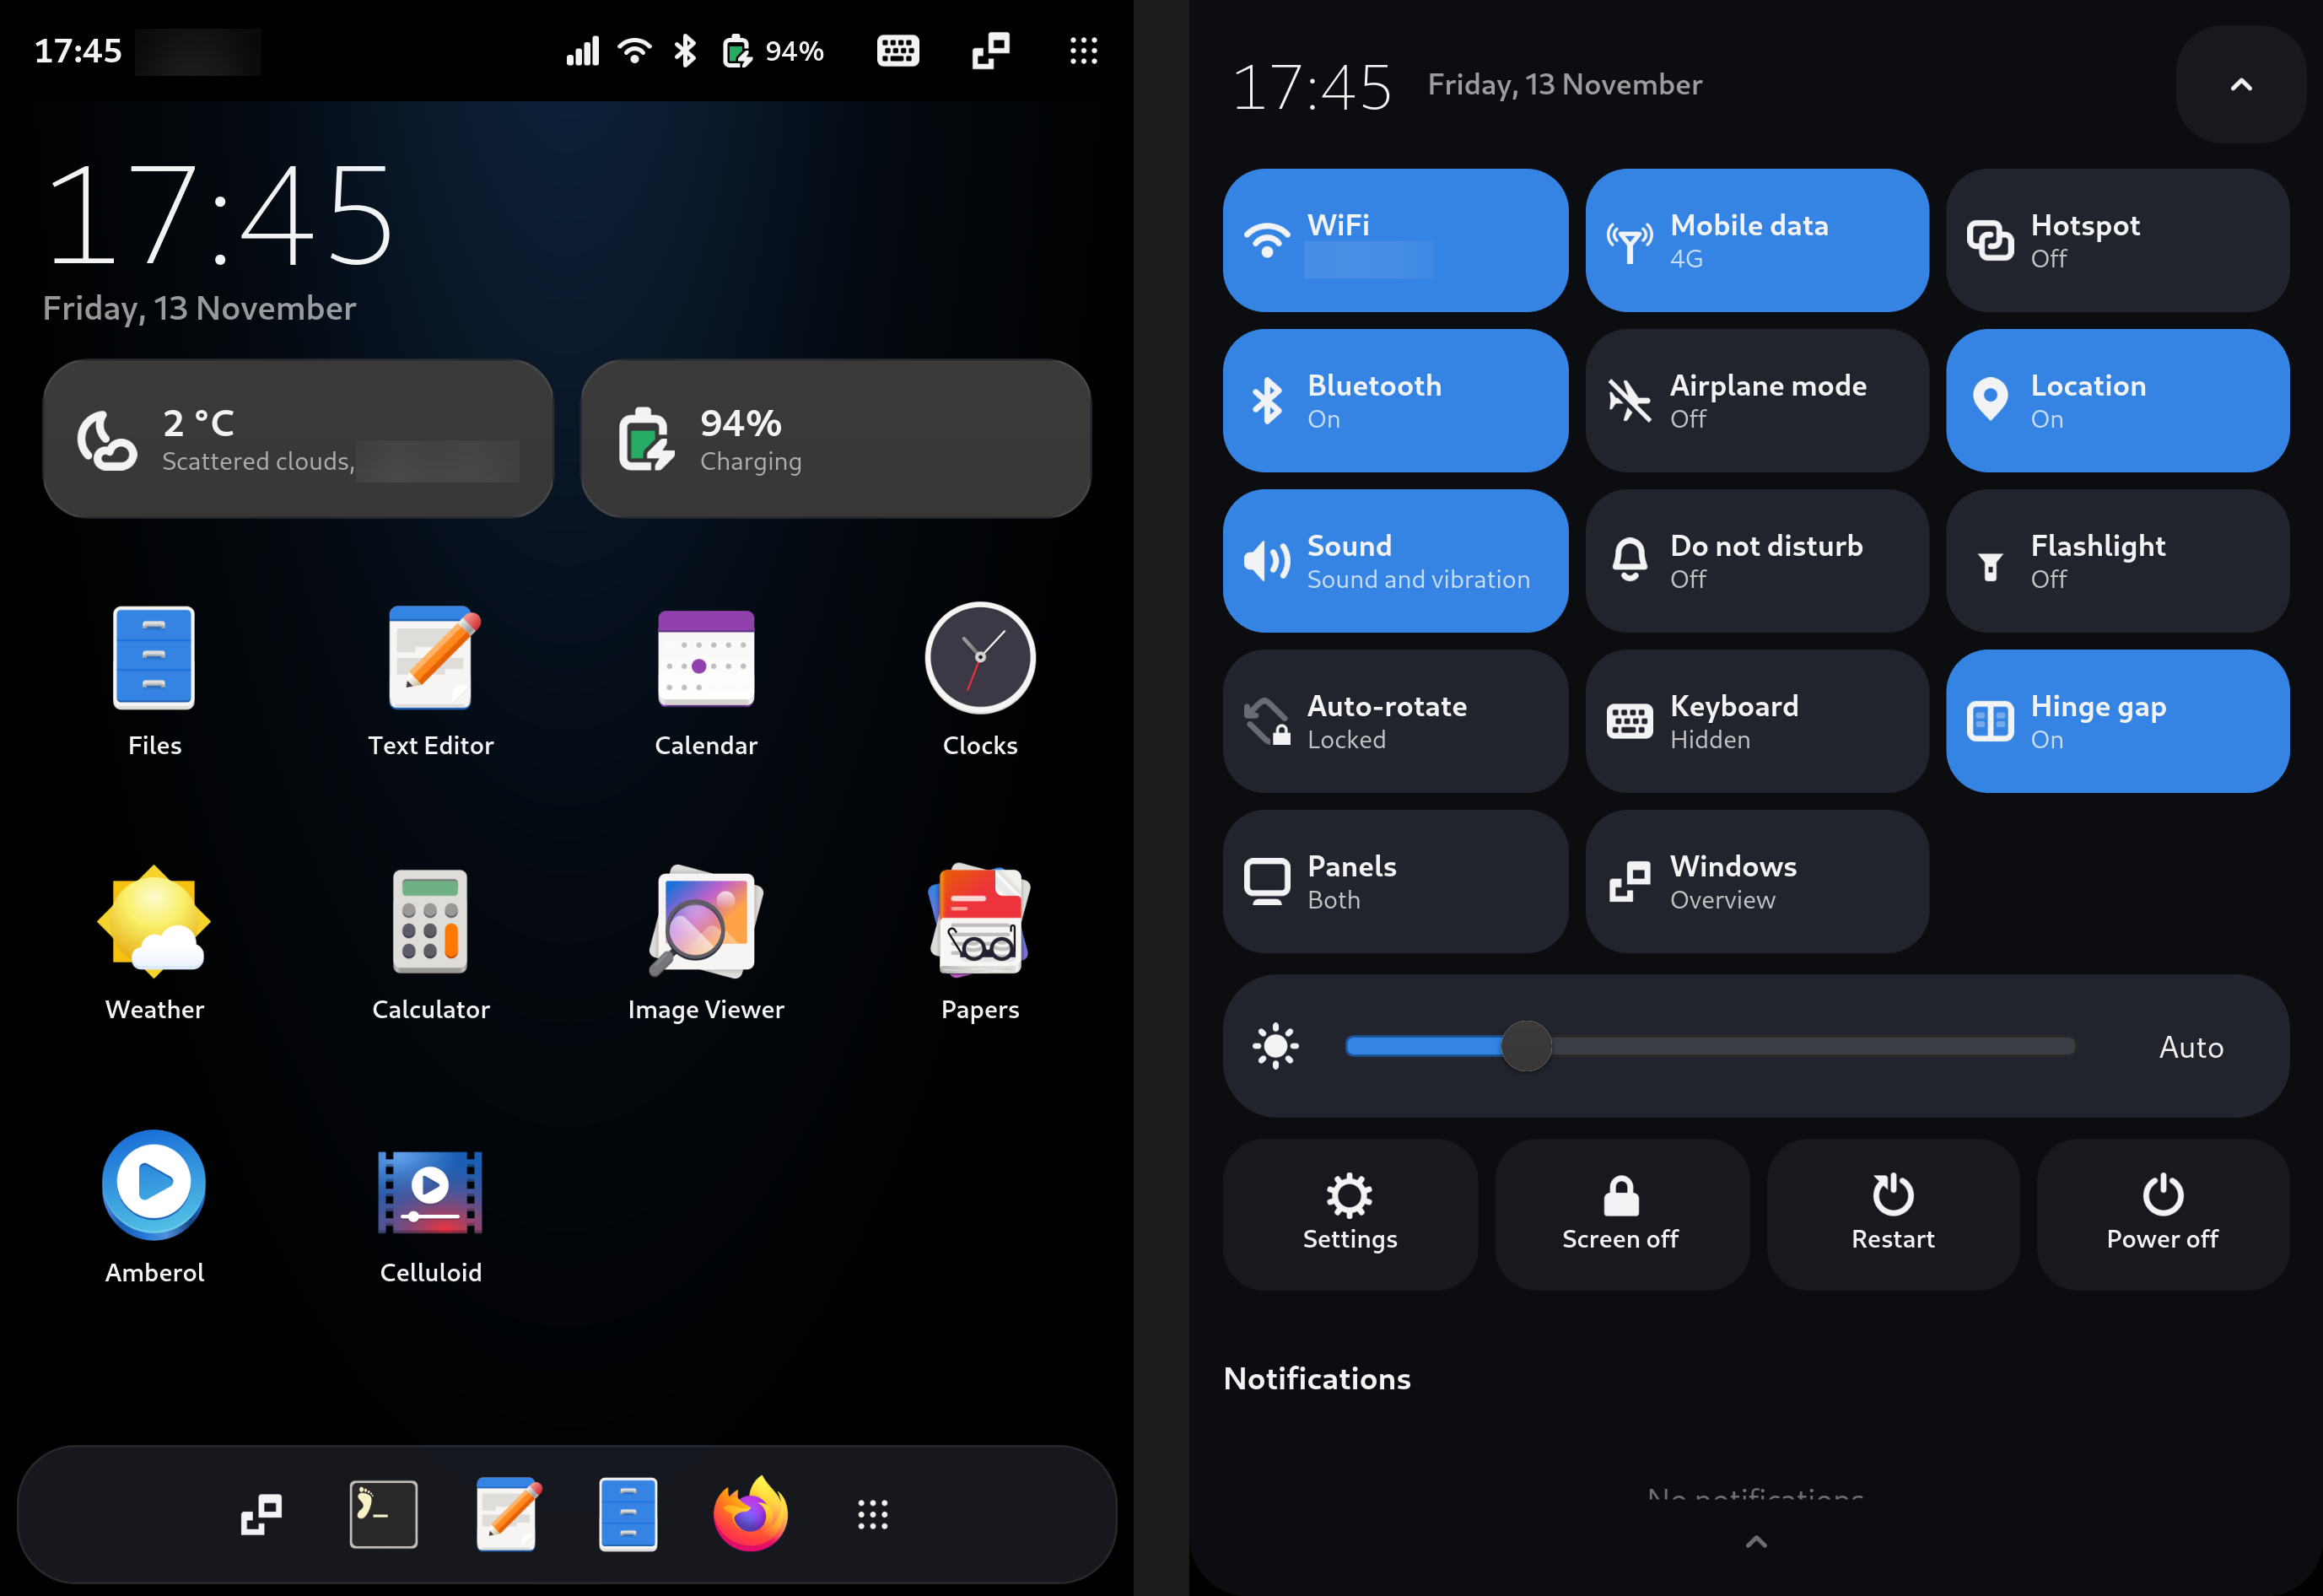 17:45
94%
17:45
Friday, 13 November
2 °C
Scattered clouds,
94%
Charging
Files
Text Editor
Calendar
Clocks
Weather
Calculator
Image Viewer
Papers
Amberol
Celluloid
17:45
Friday, 13 November
WiFi
Mobile data
4G
Hotspot
Off
Bluetooth
On
Airplane mode
Off
Location
On
Sound
Sound and vibration
Do not disturb
Off
Flashlight
Off
Auto-rotate
Locked
Keyboard
Hidden
Hinge gap
On
Panels
Both
Windows
Overview
Auto
Settings
Screen off
Restart
Power off
Notifications
No notifications